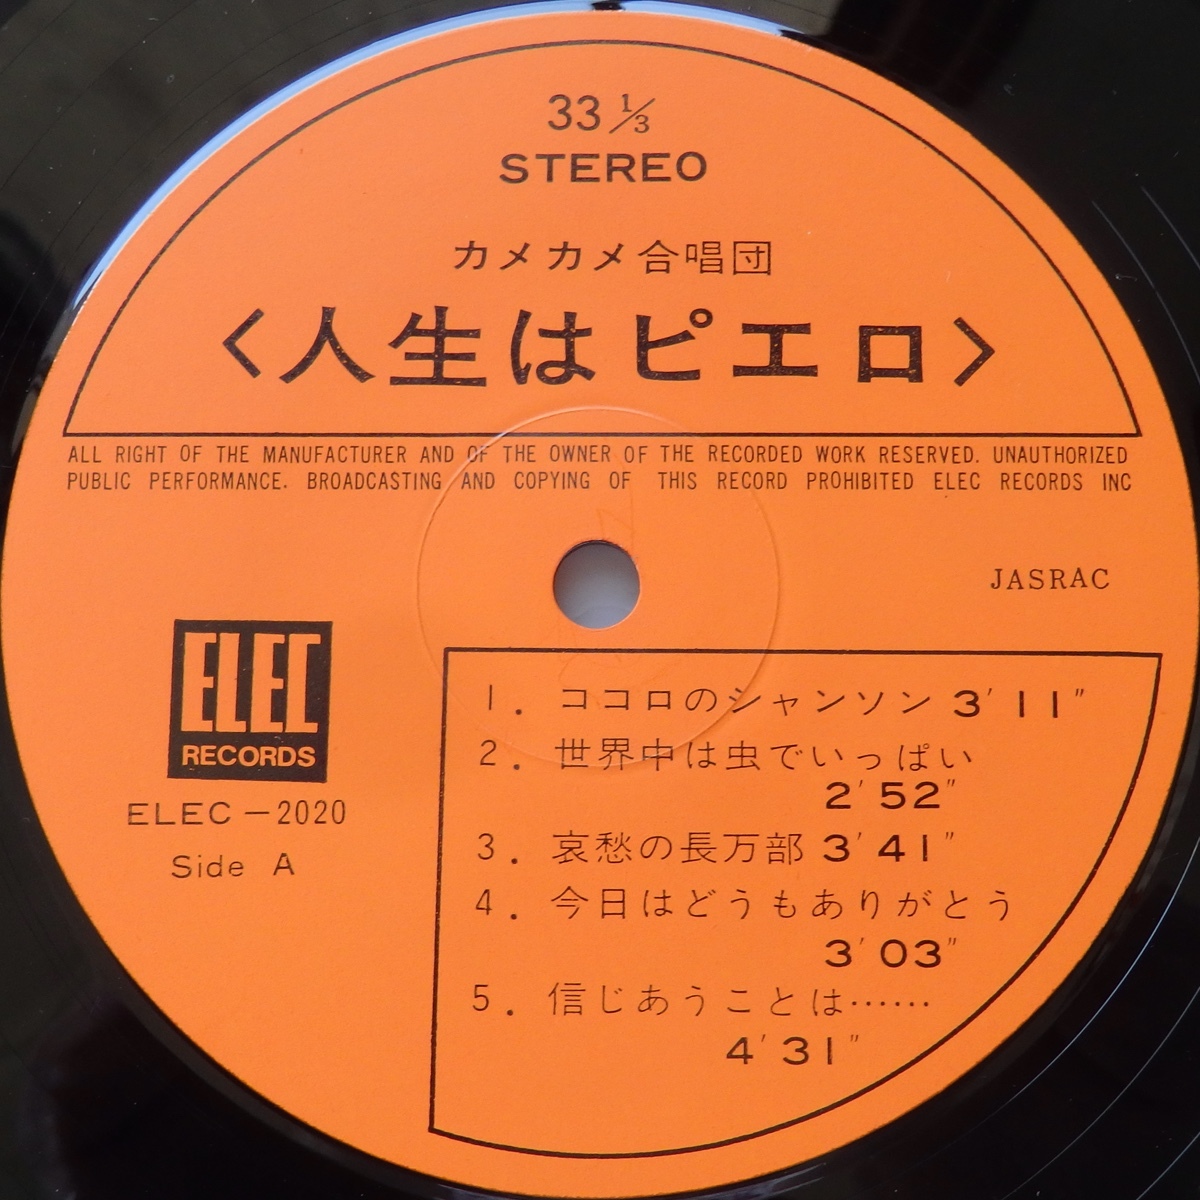 33 1/3
STEREO
カメカメ合唱団
〈人生はピエロ〉
ALL RIGHT OF THE MANUFACTURER AND OF THE OWNER OF THE RECORDED WORK RESERVED. UNAUTHORIZED
PUBLIC PERFORMANCE. BROADCASTING AND COPYING OF THIS RECORD PROHIBITED ELEC RECORDS INC
JASRAC
ELEC
RECORDS
ELEC-2020
Side A
1. ココロのシャンソン 3′11″
2. 世界中は虫でいっぱい
2′52″
3. 哀愁の長万部 3′41″
4. 今日はどうもありがとう
3′03″
5. 信じあうことは……
4′31″